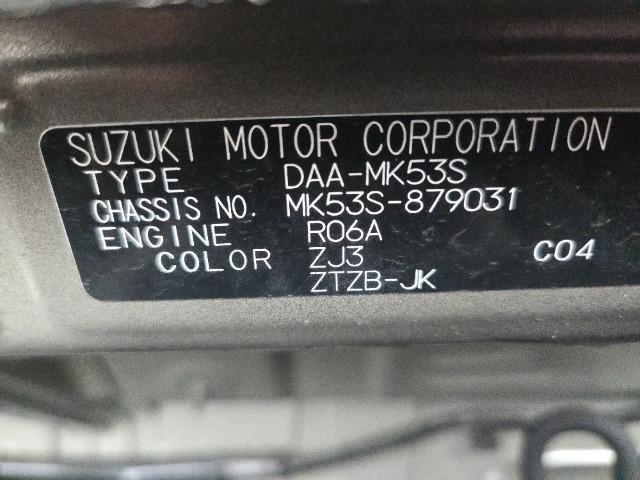 SUZUKI MOTOR CORPORATION
TYPE DAA-MK53S
CHASSIS NO. MK53S-879031
ENGINE R06A
COLOR ZJ3 C04
ZTZB-JK